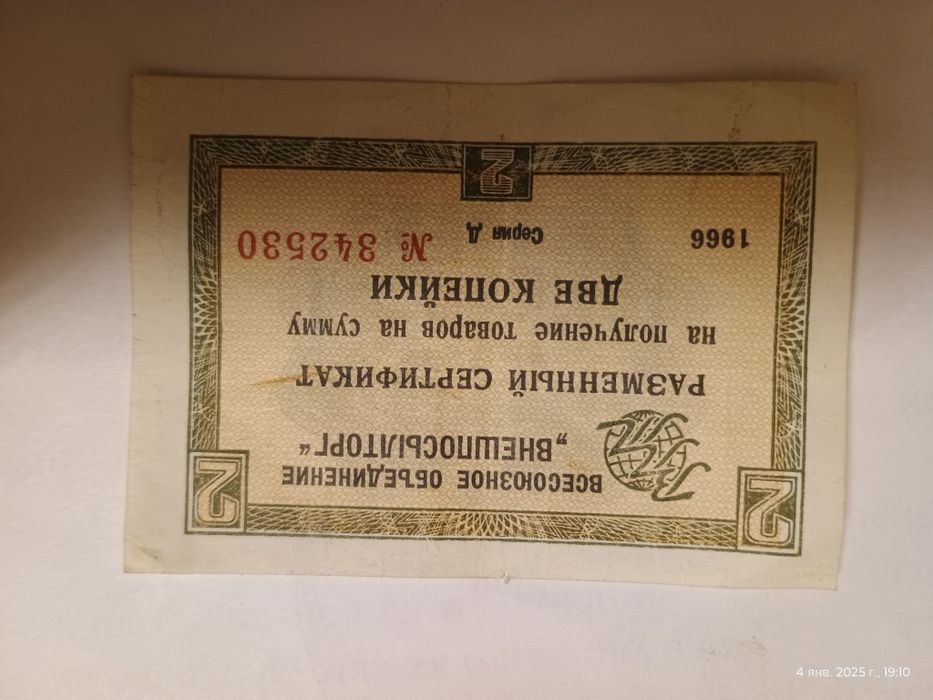 2
2
ВСЕСОЮЗНОЕ ОБЪЕДИНЕНИЕ
„ВНЕШПОСЫЛТОРГ“
РАЗМЕННЫЙ СЕРТИФИКАТ
на получение товаров на сумму
ДВЕ КОПЕЙКИ
1966 Серия Д № 342530
2
4 янв. 2025 г., 19:10